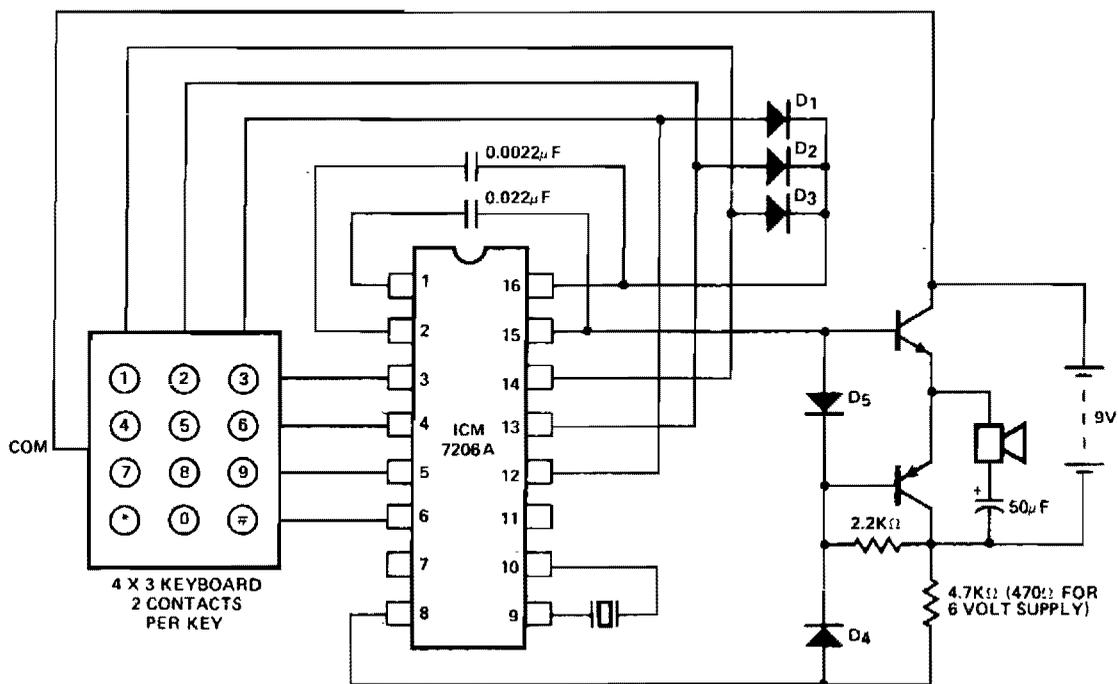 D1
D2
D3
0.0022µF
0.022µF
1
2
3
4
5
6
7
8
16
15
14
13
12
11
10
9
ICM
7206A
COM
1 2 3
4 5 6
7 8 9
* 0 #
4 X 3 KEYBOARD
2 CONTACTS
PER KEY
D5
D4
2.2KΩ
+
50µF
9V
4.7KΩ (470Ω FOR
6 VOLT SUPPLY)